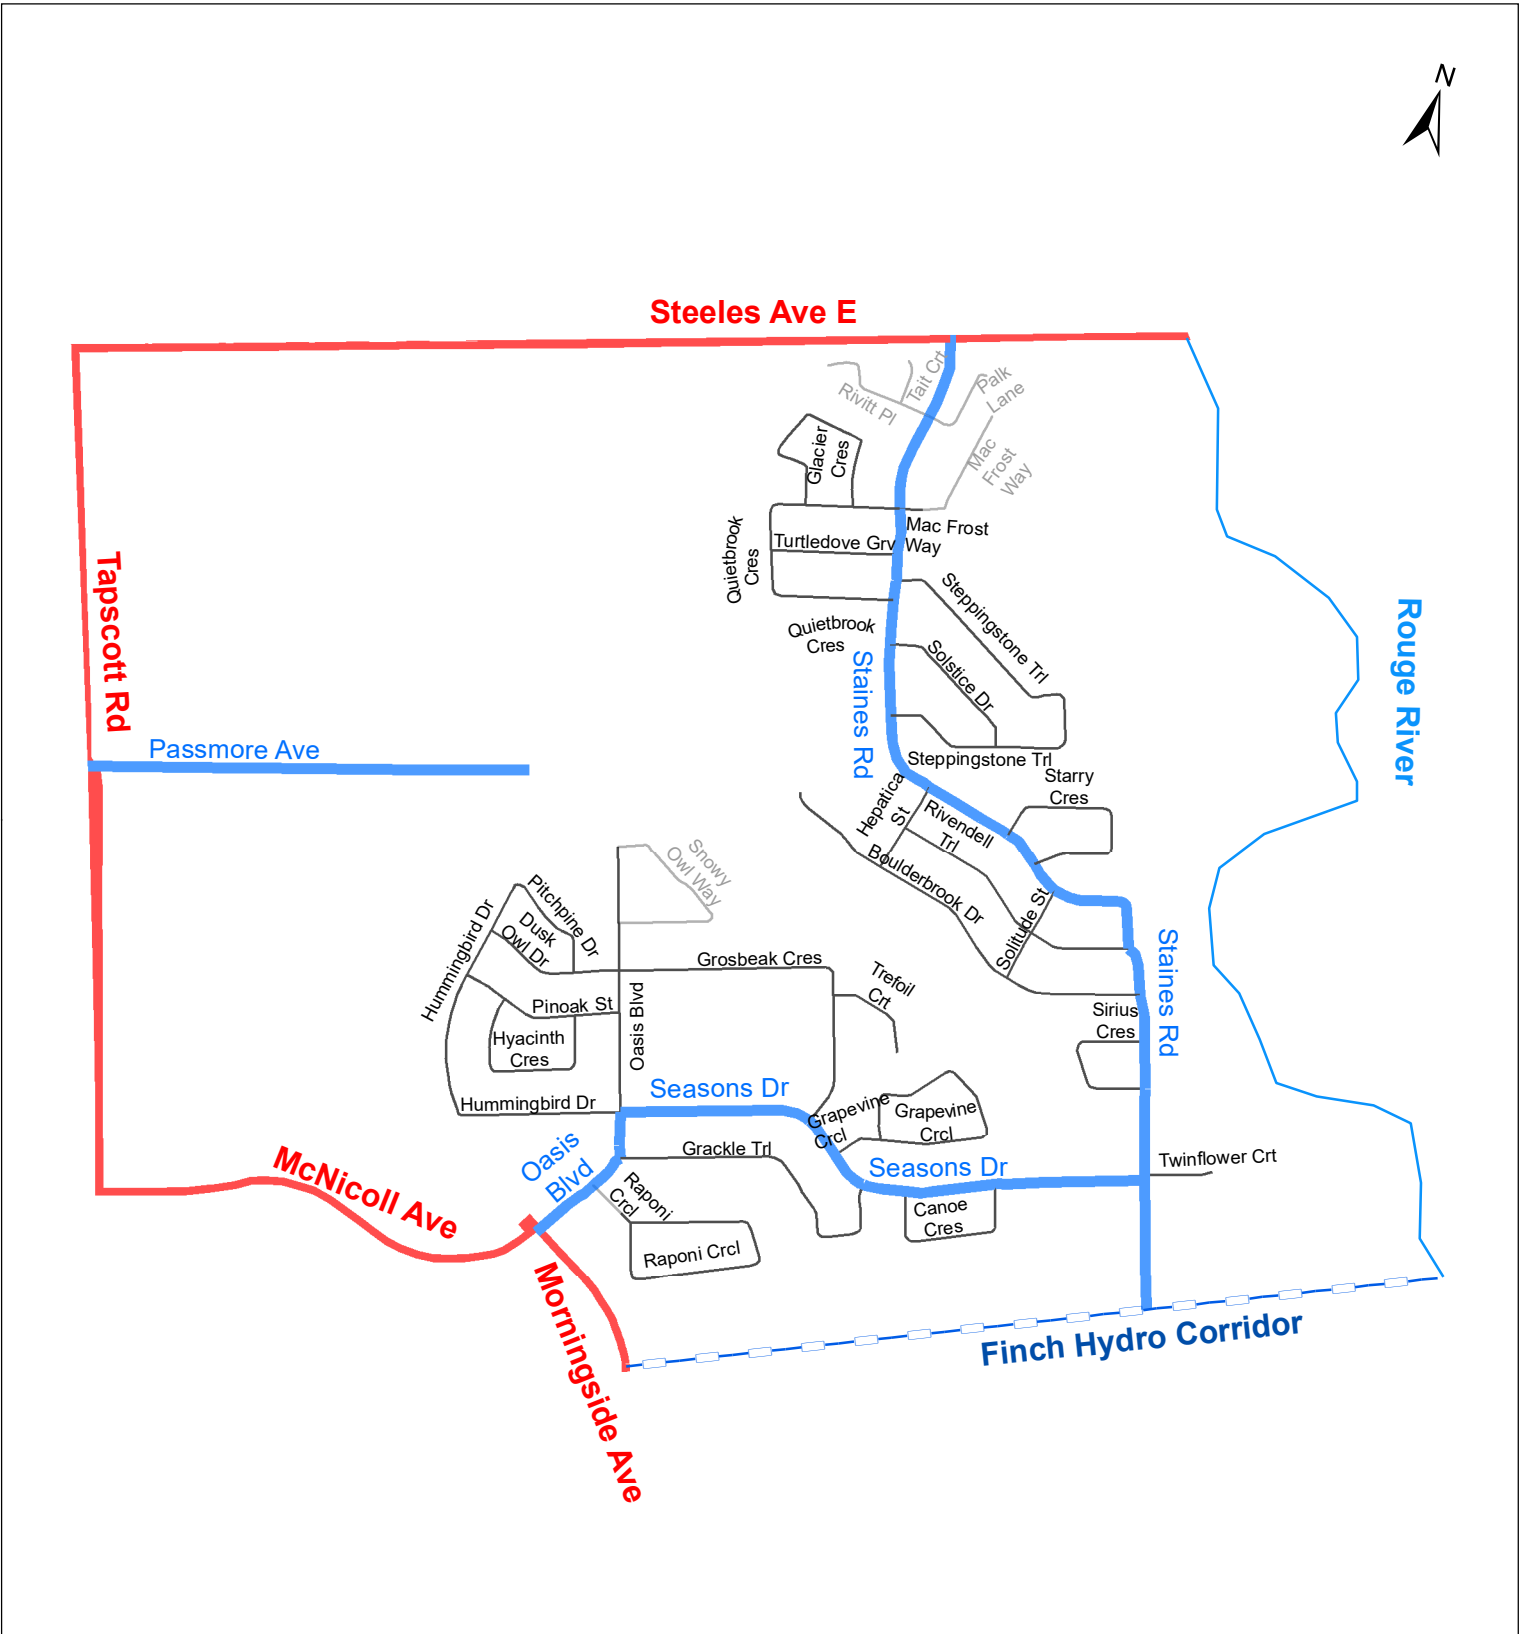 N
Steeles Ave E
Tait Crt
Palk
Lane
Rivitt Pl
Glacier
Cres
Mac
Frost
Way
Mac Frost
Way
Turtledove Grv
Quietbrook
Cres
Tapscott Rd
Steppingstone Trl
Rouge River
Quietbrook
Cres
Solstice Dr
Staines Rd
Passmore Ave
Steppingstone Trl
Starry
Cres
Hepatica
St
Rivendell
Trl
Boulderbrook Dr
Snowy
Owl Way
Solitude St
Pitchpine Dr
Dusk
Owl Dr
Hummingbird Dr
Grosbeak Cres
Trefoil
Crt
Staines Rd
Pinoak St
Oasis Blvd
Sirius
Cres
Hyacinth
Cres
Seasons Dr
Hummingbird Dr
Grapevine
Crcl
Grapevine
Crcl
Grackle Trl
Oasis
Blvd
McNicoll Ave
Seasons Dr
Twinflower Crt
Raponi
Crcl
Canoe
Cres
Raponi Crcl
Morningside Ave
Finch Hydro Corridor